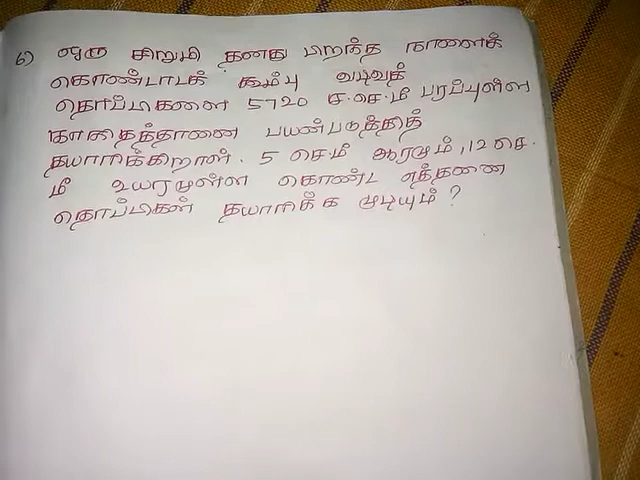 6) ஒரு சிறுமி தனது பிறந்த நாளைக்
கொண்டாடக் கூம்பு வடிவத்
தொப்பிகளை 5720 ச.செ.மீ பரப்புள்ள
காகிதத்தாளை பயன்படுத்தித்
தயாரிக்கிறாள். 5 செ.மீ ஆரமும், 12 செ.
மீ உயரமுள்ள கொண்ட எத்தனை
தொப்பிகள் தயாரிக்க முடியும்?